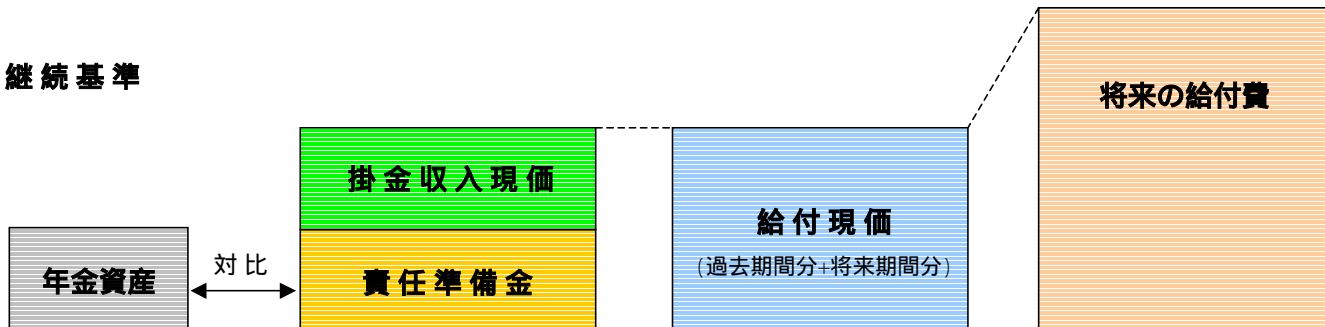 継続基準
将来の給付費
掛金収入現価
給付現価
(過去期間分+将来期間分)
年金資産
対比
責任準備金